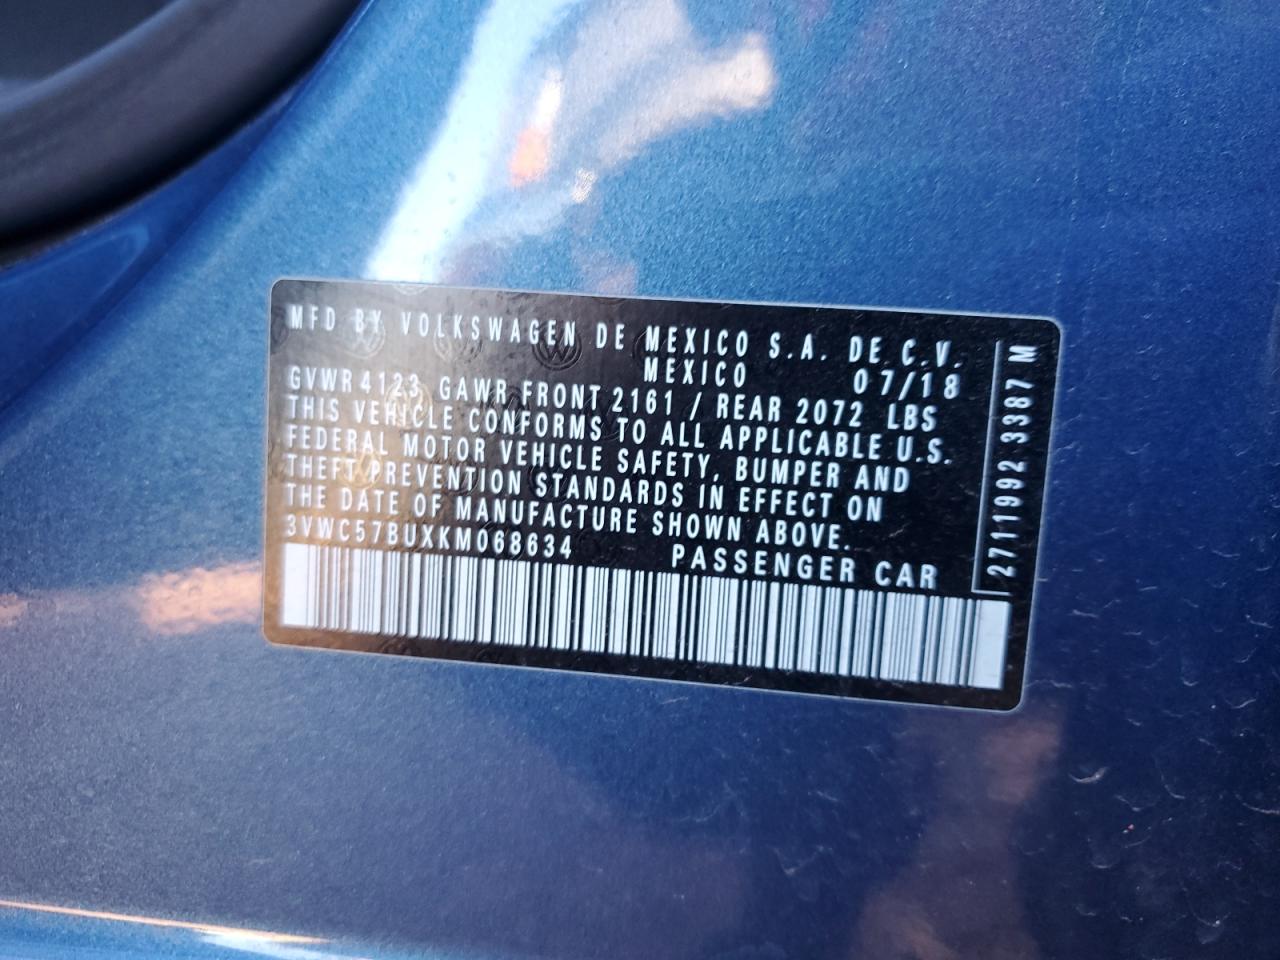 MFD BY VOLKSWAGEN DE MEXICO S.A. DE C.V.
MEXICO 07/18
GVWR 4123 GAWR FRONT 2161 / REAR 2072 LBS
THIS VEHICLE CONFORMS TO ALL APPLICABLE U.S.
FEDERAL MOTOR VEHICLE SAFETY, BUMPER AND
THEFT PREVENTION STANDARDS IN EFFECT ON
THE DATE OF MANUFACTURE SHOWN ABOVE.
3VWC57BUXKM068634 PASSENGER CAR
2711992 3387 M